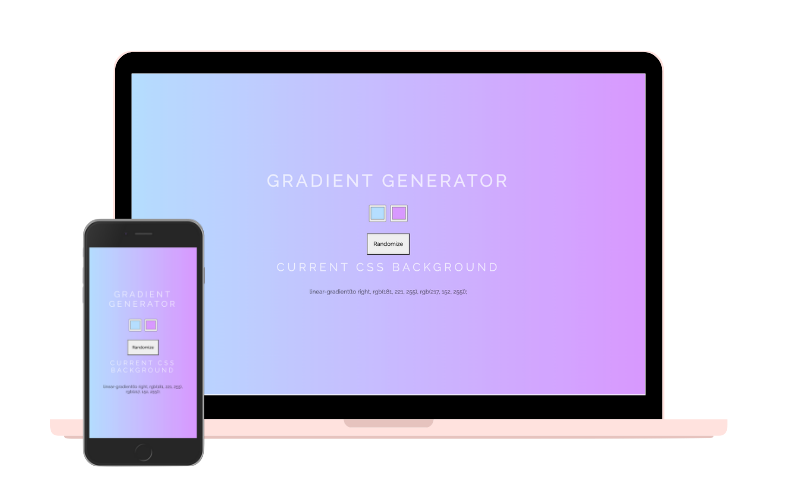 GRADIENT GENERATOR
Randomize
CURRENT CSS BACKGROUND
linear-gradient(to right, rgb(181, 221, 255), rgb(217, 152, 255));
GRADIENT
GENERATOR
Randomize
CURRENT CSS
BACKGROUND
linear-gradient(to right, rgb(181, 221, 255),
rgb(217, 152, 255));